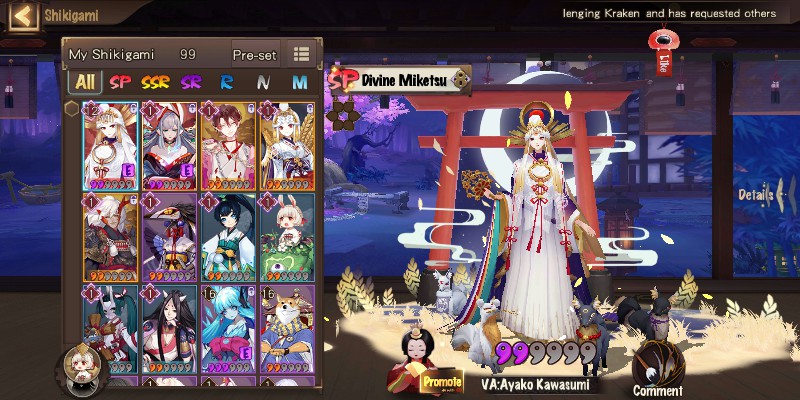 Shikigami
lenging Kraken and has requested others
My Shikigami 99 Pre-set
All SP SSR SR R N M
SP Divine Miketsu
Like
Details
Promote
VA:Ayako Kawasumi
Comment